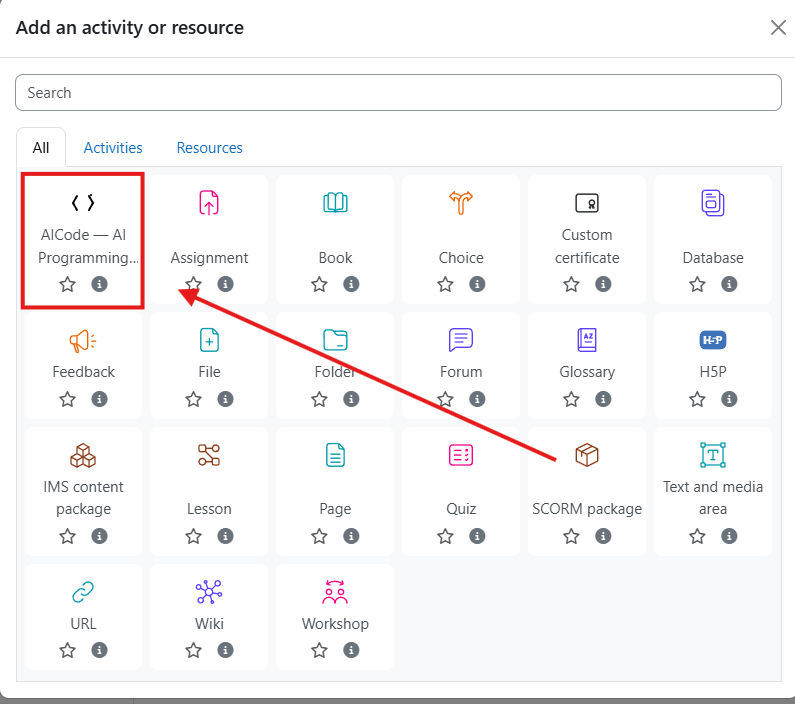 Add an activity or resource
Search
All
Activities
Resources
AICode — AI
Programming...
Assignment
Book
Choice
Custom
certificate
Database
Feedback
File
Folder
Forum
Glossary
H5P
H5P
IMS content
package
Lesson
Page
Quiz
SCORM package
Text and media
area
URL
Wiki
Workshop